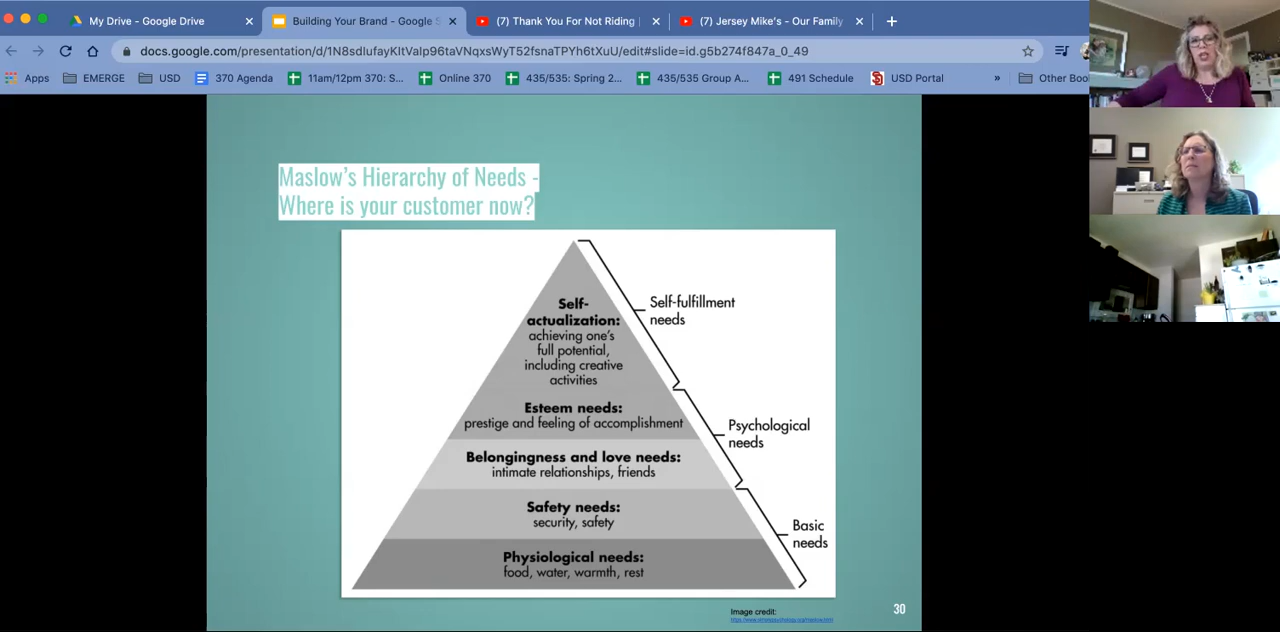 My Drive - Google Drive
Building Your Brand - Google S
(7) Thank You For Not Riding |
(7) Jersey Mike's - Our Family
docs.google.com/presentation/d/
/edit#slide=id.g5b274f847a_0_49
Apps
EMERGE
USD
370 Agenda
11am/12pm 370: S...
Online 370
435/535: Spring 2...
435/535 Group A...
491 Schedule
USD Portal
»
Other Boo
Maslow's Hierarchy of Needs -
Where is your customer now?
Self-
actualization:
achieving one's
full potential,
including creative
activities
Self-fulfillment
needs
Esteem needs:
prestige and feeling of accomplishment
Psychological
needs
Belongingness and love needs:
intimate relationships, friends
Safety needs:
security, safety
Basic
needs
Physiological needs:
food, water, warmth, rest
Image credit:
30